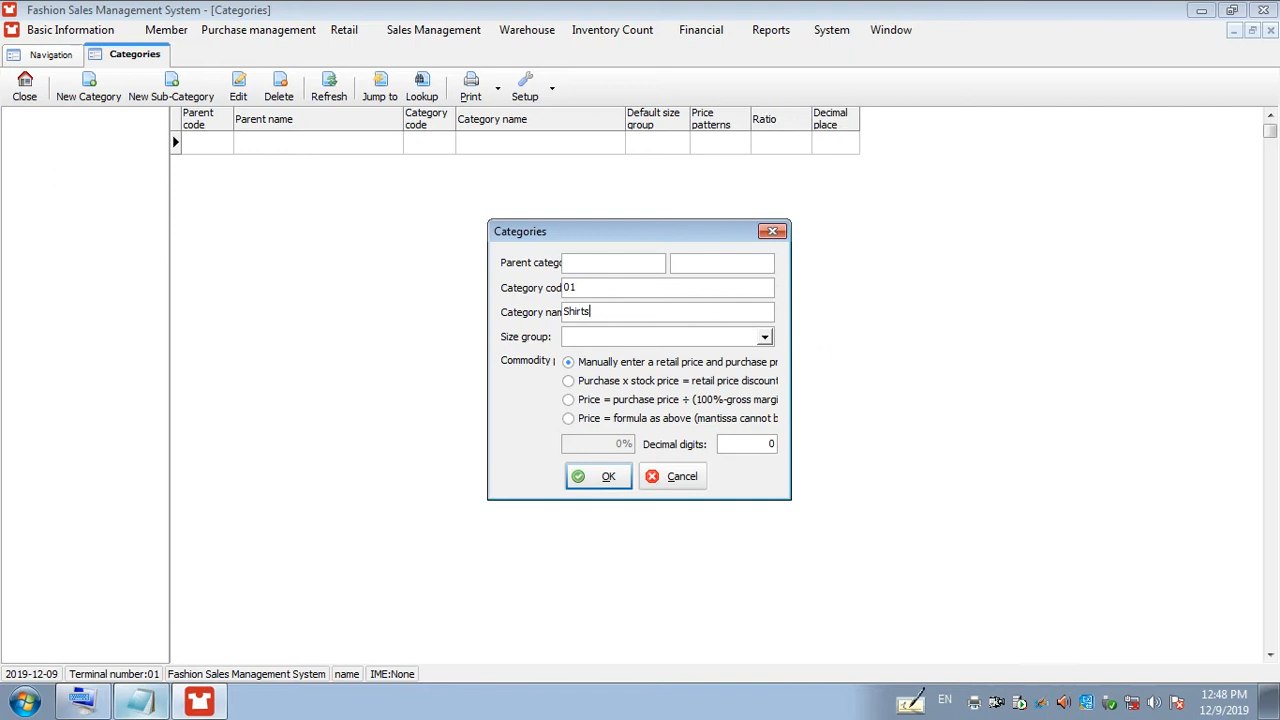 Fashion Sales Management System - [Categories]
Basic Information Member Purchase management Retail Sales Management Inventory Count Financial Reports System Window
Navigation Categories
Close New Category New Sub-Category Edit Delete Refresh Jump to Lookup Print Setup
Parent code Parent name Category code Category name Default size group Price patterns Ratio Decimal place
Categories
Parent catego
Category cod 01
Category nam Shirts
Size group:
Commodity Manually enter a retail price and purchase pr
Purchase x stock price = retail price discount
Price = purchase price ÷ (100%-gross margi
Price = formula as above (mantissa cannot b
0% Decimal digits: 0
OK Cancel
2019-12-09 Terminal number:01 Fashion Sales Management System name IME:None
EN 12:48 PM
12/9/2019